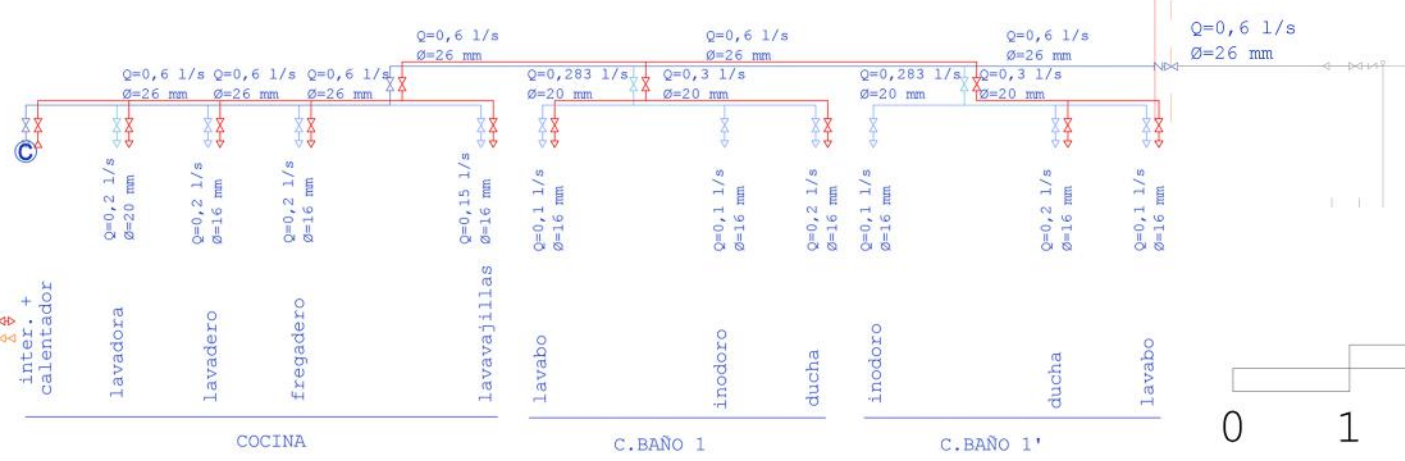 Q=0,6 l/s
Ø=26 mm
Q=0,6 l/s
Ø=26 mm
Q=0,6 l/s
Ø=26 mm
Q=0,6 l/s
Ø=26 mm
Q=0,6 l/s
Ø=26 mm
Q=0,6 l/s
Ø=26 mm
Q=0,6 l/s
Ø=26 mm
Q=0,283 l/s
Ø=20 mm
Q=0,3 l/s
Ø=20 mm
Q=0,283 l/s
Ø=20 mm
Q=0,3 l/s
Ø=20 mm
C
Q=0,2 l/s
Ø=20 mm
Q=0,2 l/s
Ø=16 mm
Q=0,2 l/s
Ø=16 mm
Q=0,15 l/s
Ø=16 mm
Q=0,1 l/s
Ø=16 mm
Q=0,1 l/s
Ø=16 mm
Q=0,2 l/s
Ø=16 mm
Q=0,1 l/s
Ø=16 mm
Q=0,2 l/s
Ø=16 mm
Q=0,1 l/s
Ø=16 mm
inter. +
calentador
lavadora
lavadero
fregadero
lavavajillas
lavabo
inodoro
ducha
inodoro
ducha
lavabo
COCINA
C.BAÑO 1
C.BAÑO 1'
0
1